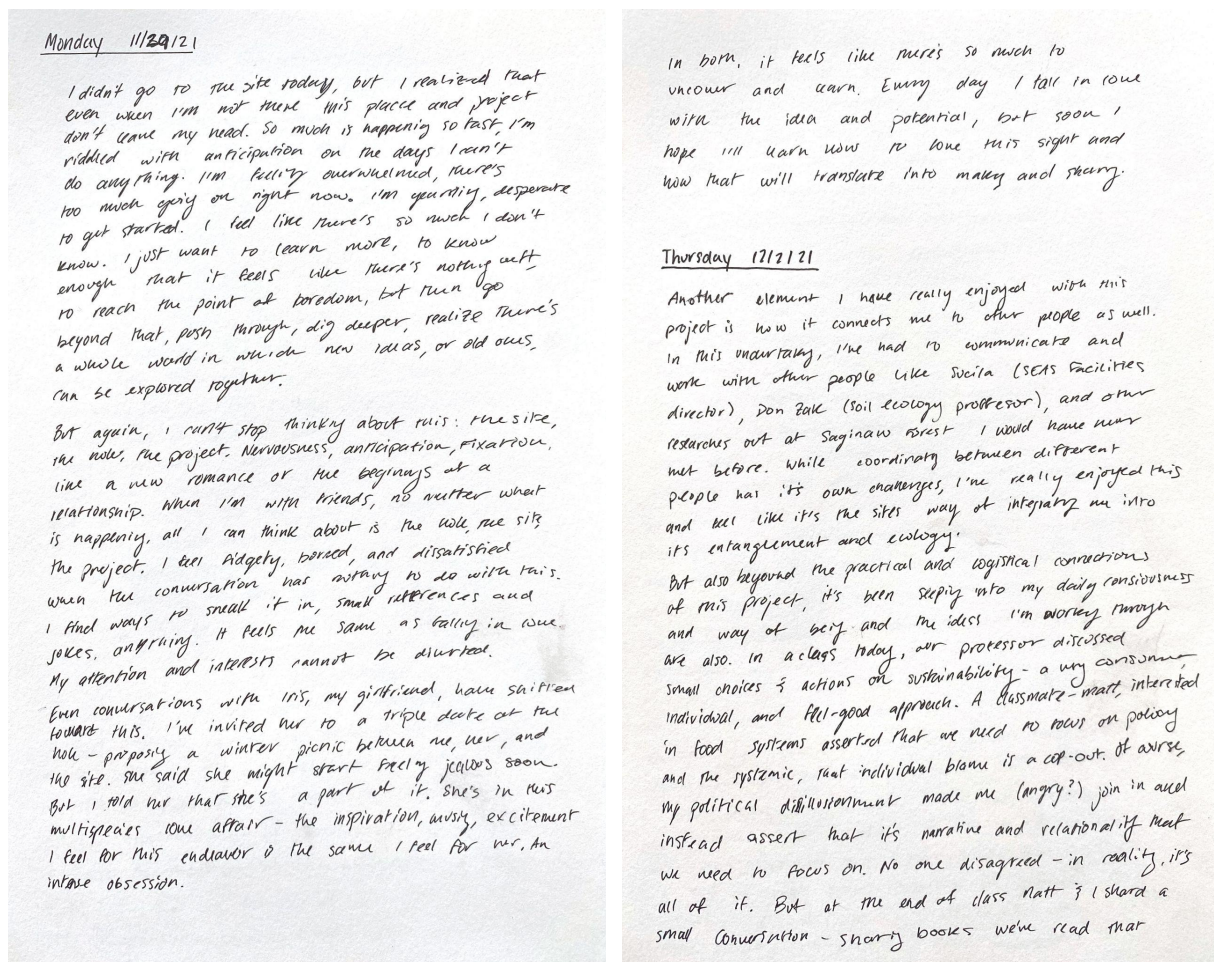 Monday 11/29/21
I didn't go to the site today, but I realized that
even when I'm not there this placce and project
don't leave my head. So much is happening so fast, I'm
riddled with anticipation on the days I can't
do anything. I'm feeling overwhelmed, there's
too much going on right now. I'm yearning, desperate
to get started. I feel like there's so much I don't
know. I just want to learn more, to know
enough that it feels like there's nothing left,
to reach the point of boredom, but then go
beyond that, push through, dig deeper, realize there's
a whole world in which new ideas, or old ones,
can be explored together.
But again, I can't stop thinking about this: the site,
the hole, the project. Nervousness, anticipation, fixation,
like a new romance or the beginings of a
relationship. When I'm with friends, no matter what
is happening, all I can think about is the hole, the site,
the project. I feel fidgety, bored, and dissatisfied
when the conversation has nothing to do with this.
I find ways to sneak it in, small references and
jokes, anything. It feels the same as falling in love.
My attention and interests cannot be diverted.
Even conversations with Iris, my girlfriend, have shifted
toward this. I've invited her to a triple date at the
hole – proposing a winter picnic between me, her, and
the site. She said she might start feeling jealous soon.
But I told her that she's a part of it. She's in this
multispecies love affair – the inspiration, excitement
I feel for this endeavor is the same I feel for her. An
intense obsession.
In both, it feels like there's so much to
uncover and learn. Every day I fall in love
with the idea and potential, but soon I
hope I'll learn how to love this sight and
how that will translate into making and sharing.
Thursday 12/2/21
Another element I have really enjoyed with this
project is how it connects me to other people as well.
In this undertaking, I've had to communicate and
work with other people like Sucila (SEAS Facilities
director), Don Zak (soil ecology proffesor), and other
researches out at Saginaw Forest I would have never
met before. While coordinating between different
people has it's own challenges, I've really enjoyed this
and feel like it's the sites way of integrating me into
its entanglement and ecology.
But also beyound the practical and logistical connections
of this project, it's been seeping into my daily consiousness
and way of being and the ideas I'm working through
are also. In a class today, our professor discussed
small choices & actions on sustainability – a very consumer,
individual, and feel-good approach. A classmate – matt, interested
in food systems asserted that we need to focus on policy
and the systemic, that individual blame is a cop-out. Of course,
my political disillusionment made me (angry?) join in and
instead assert that it's narrative and relationality that
we need to focus on. No one disagreed – in reality, it's
all of it. But at the end of class Matt & I shared a
small conversation – sharing books we've read that